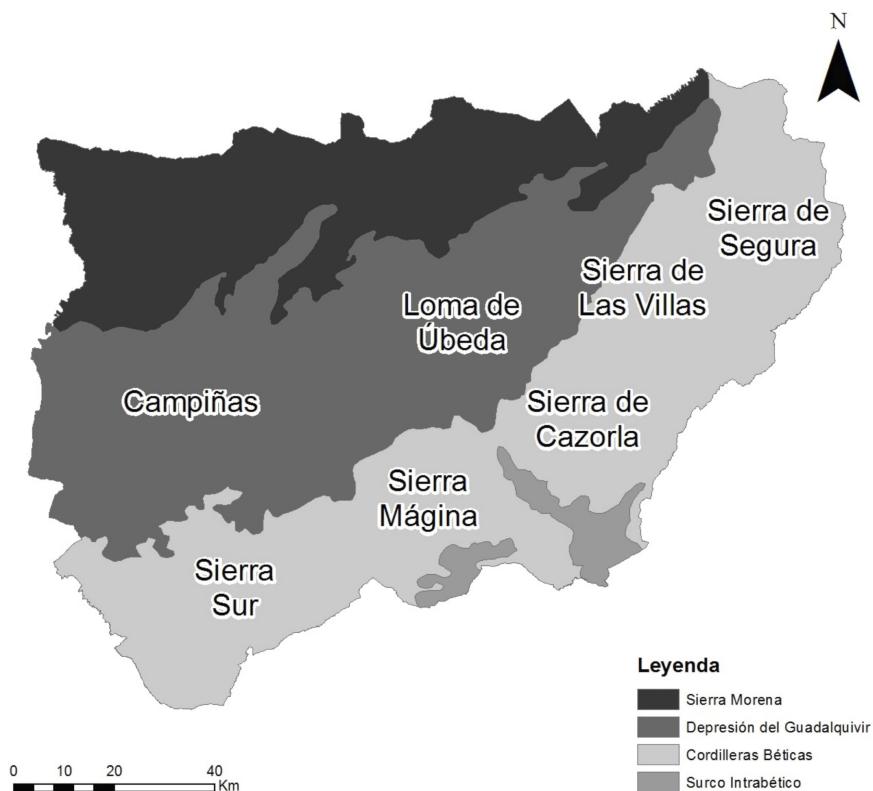 N
Sierra de
Segura
Sierra de
Las Villas
Loma de
Úbeda
Campiñas
Sierra de
Cazorla
Sierra
Mágina
Sierra
Sur
Leyenda
Sierra Morena
Depresión del Guadalquivir
Cordilleras Béticas
Surco Intrabético
0 10 20 40
Km